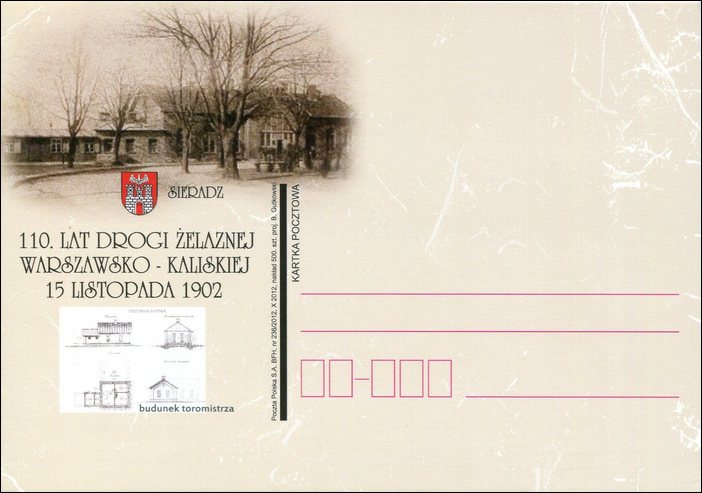 SIERADZ
110. LAT DROGI ŻELAZNEJ
WARSZAWSKO - KALISKIEJ
15 LISTOPADA 1902
budunek toromistrza
Poczta Polska S.A. BFH, nr 236/2012, X 2012, nakład 500, szt. proj. B. Gutkowski
KARTKA POCZTOWA